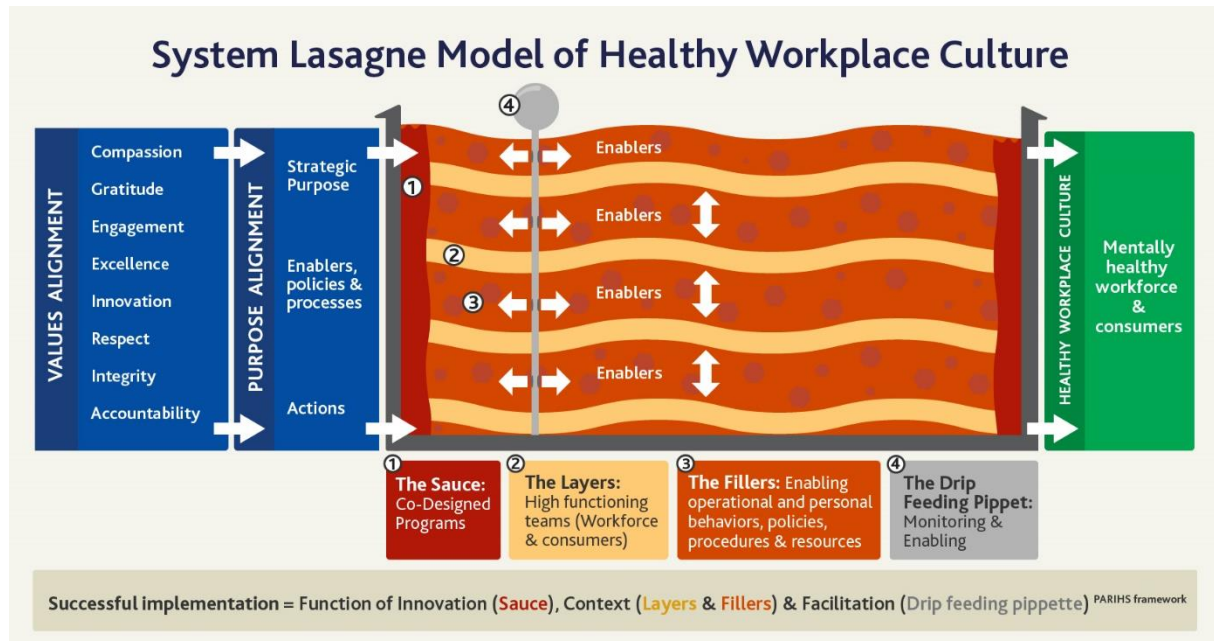 System Lasagne Model of Healthy Workplace Culture
VALUES ALIGNMENT
Compassion
Gratitude
Engagement
Excellence
Innovation
Respect
Integrity
Accountability
PURPOSE ALIGNMENT
Strategic
Purpose
Enablers,
policies &
processes
Actions
④
①
②
③
Enablers
Enablers
Enablers
Enablers
HEALTHY WORKPLACE CULTURE
Mentally
healthy
workforce
&
consumers
①
The Sauce:
Co-Designed
Programs
②
The Layers:
High functioning
teams (Workforce
& consumers)
③
The Fillers: Enabling
operational and personal
behaviors, policies,
procedures & resources
④
The Drip
Feeding Pippet:
Monitoring &
Enabling
Successful implementation = Function of Innovation (Sauce), Context (Layers & Fillers) & Facilitation (Drip feeding pippette) PARIHS framework